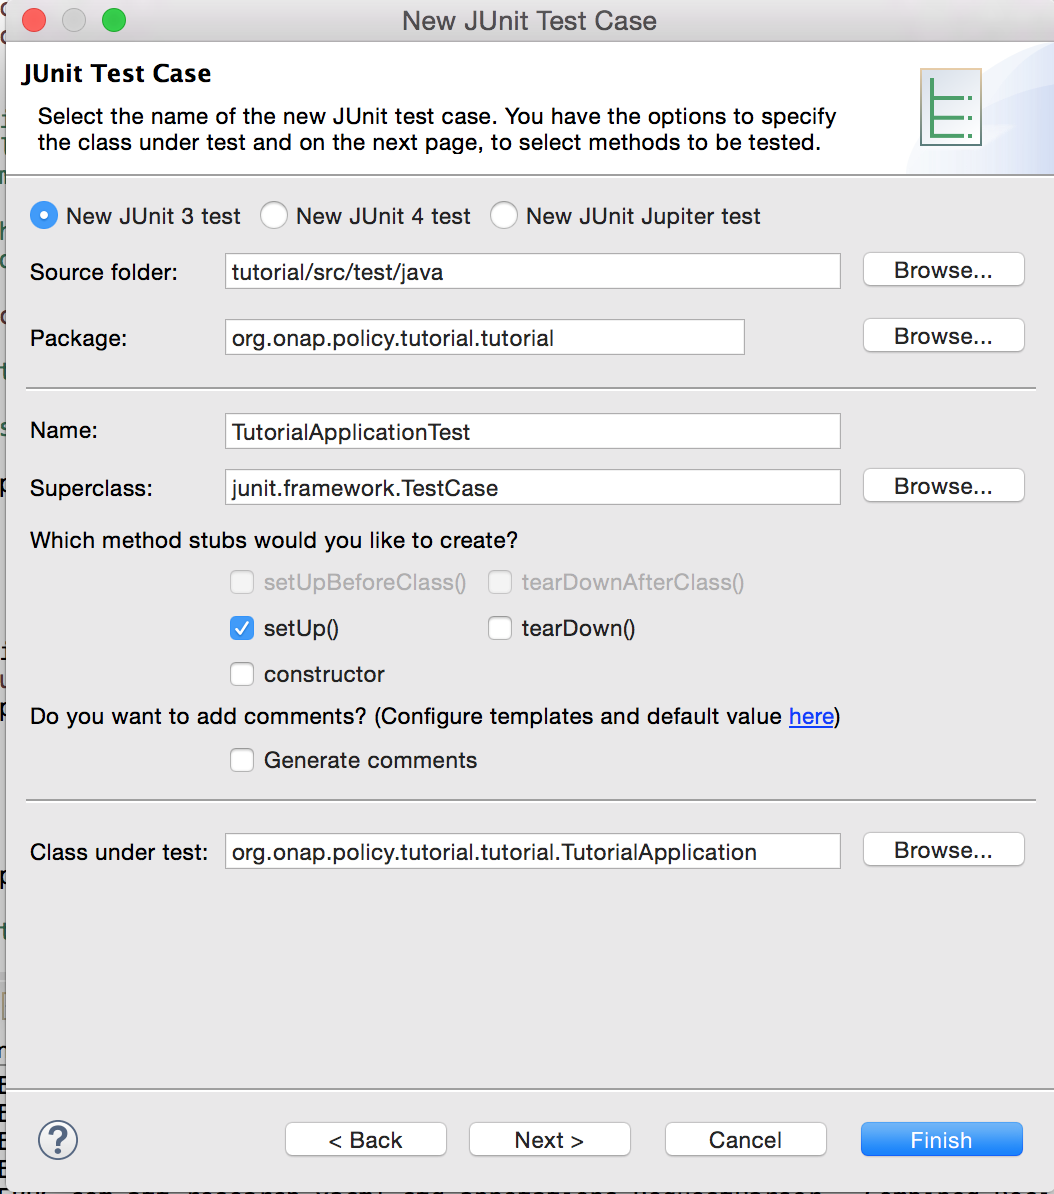 New JUnit Test Case
JUnit Test Case
Select the name of the new JUnit test case. You have the options to specify
the class under test and on the next page, to select methods to be tested.
New JUnit 3 test New JUnit 4 test New JUnit Jupiter test
Source folder: tutorial/src/test/java Browse...
Package: org.onap.policy.tutorial.tutorial Browse...
Name: TutorialApplicationTest
Superclass: junit.framework.TestCase Browse...
Which method stubs would you like to create?
setUpBeforeClass() tearDownAfterClass()
setUp() tearDown()
constructor
Do you want to add comments? (Configure templates and default value here)
Generate comments
Class under test: org.onap.policy.tutorial.tutorial.TutorialApplication Browse...
? < Back Next > Cancel Finish